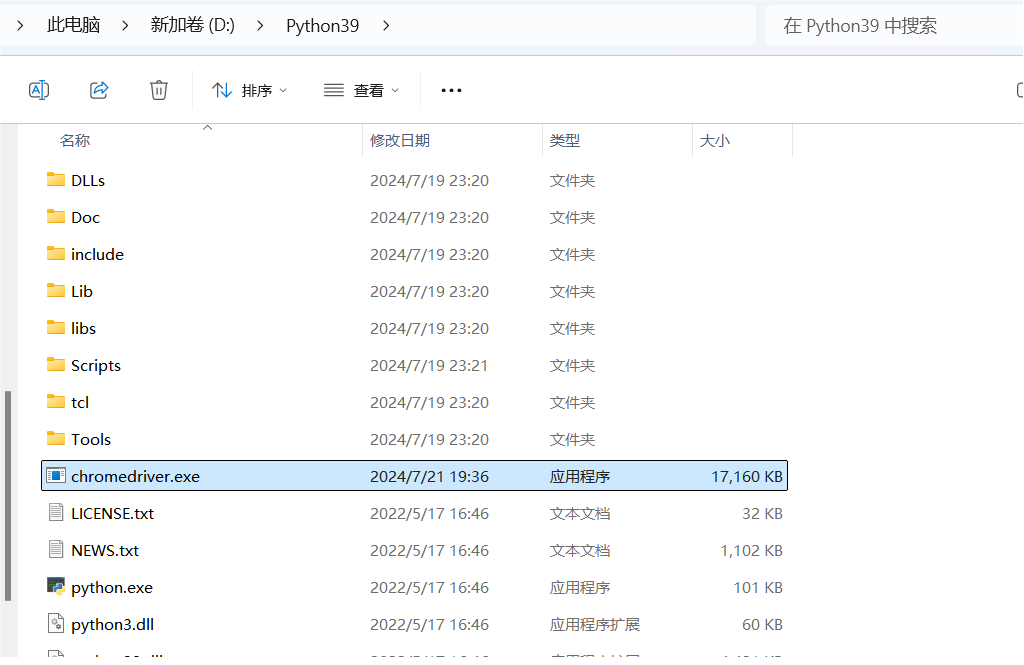 此电脑 新加卷 (D:) Python39
在 Python39 中搜索
排序 查看
名称 修改日期 类型 大小
DLLs 2024/7/19 23:20 文件夹
Doc 2024/7/19 23:20 文件夹
include 2024/7/19 23:20 文件夹
Lib 2024/7/19 23:20 文件夹
libs 2024/7/19 23:20 文件夹
Scripts 2024/7/19 23:21 文件夹
tcl 2024/7/19 23:20 文件夹
Tools 2024/7/19 23:20 文件夹
chromedriver.exe 2024/7/21 19:36 应用程序 17,160 KB
LICENSE.txt 2022/5/17 16:46 文本文档 32 KB
NEWS.txt 2022/5/17 16:46 文本文档 1,102 KB
python.exe 2022/5/17 16:46 应用程序 101 KB
python3.dll 2022/5/17 16:46 应用程序扩展 60 KB